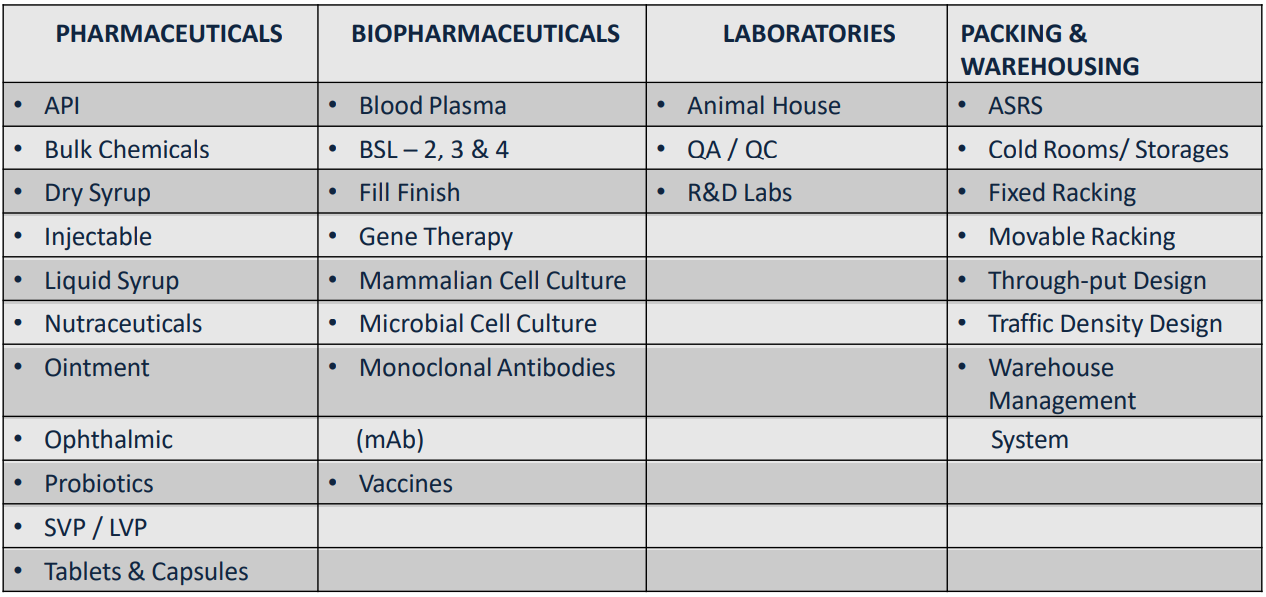 PHARMACEUTICALS BIOPHARMACEUTICALS LABORATORIES PACKING &
WAREHOUSING
• API • Blood Plasma • Animal House • ASRS
• Bulk Chemicals • BSL – 2, 3 & 4 • QA / QC • Cold Rooms/ Storages
• Dry Syrup • Fill Finish • R&D Labs • Fixed Racking
• Injectable • Gene Therapy • Movable Racking
• Liquid Syrup • Mammalian Cell Culture • Through-put Design
• Nutraceuticals • Microbial Cell Culture • Traffic Density Design
• Ointment • Monoclonal Antibodies • Warehouse
Management
• Ophthalmic (mAb) System
• Probiotics • Vaccines
• SVP / LVP
• Tablets & Capsules